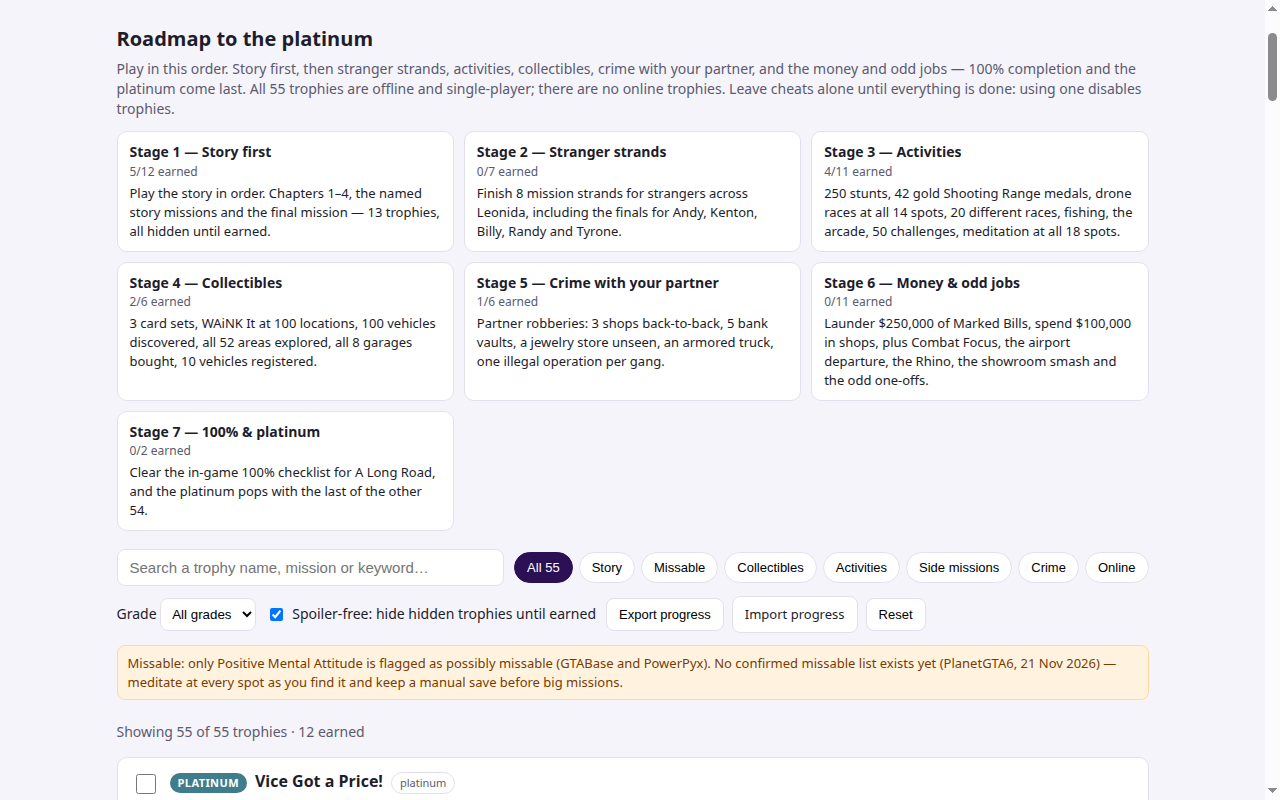 Roadmap to the platinum
Play in this order. Story first, then stranger strands, activities, collectibles, crime with your partner, and the money and odd jobs — 100% completion and the
platinum come last. All 55 trophies are offline and single-player; there are no online trophies. Leave cheats alone until everything is done: using one disables
trophies.
Stage 1 — Story first
5/12 earned
Play the story in order. Chapters 1–4, the named
story missions and the final mission — 13 trophies,
all hidden until earned.
Stage 2 — Stranger strands
0/7 earned
Finish 8 mission strands for strangers across
Leonida, including the finals for Andy, Kenton,
Billy, Randy and Tyrone.
Stage 3 — Activities
4/11 earned
250 stunts, 42 gold Shooting Range medals, drone
races at all 14 spots, 20 different races, fishing, the
arcade, 50 challenges, meditation at all 18 spots.
Stage 4 — Collectibles
2/6 earned
3 card sets, WAiNK It at 100 locations, 100 vehicles
discovered, all 52 areas explored, all 8 garages
bought, 10 vehicles registered.
Stage 5 — Crime with your partner
1/6 earned
Partner robberies: 3 shops back-to-back, 5 bank
vaults, a jewelry store unseen, an armored truck,
one illegal operation per gang.
Stage 6 — Money & odd jobs
0/11 earned
Launder $250,000 of Marked Bills, spend $100,000
in shops, plus Combat Focus, the airport
departure, the Rhino, the showroom smash and
the odd one-offs.
Stage 7 — 100% & platinum
0/2 earned
Clear the in-game 100% checklist for A Long Road,
and the platinum pops with the last of the other
54.
Search a trophy name, mission or keyword…
All 55
Story
Missable
Collectibles
Activities
Side missions
Crime
Online
Grade
All grades
Spoiler-free: hide hidden trophies until earned
Export progress
Import progress
Reset
Missable: only Positive Mental Attitude is flagged as possibly missable (GTABase and PowerPyx). No confirmed missable list exists yet (PlanetGTA6, 21 Nov 2026) —
meditate at every spot as you find it and keep a manual save before big missions.
Showing 55 of 55 trophies · 12 earned
PLATINUM
Vice Got a Price!
platinum